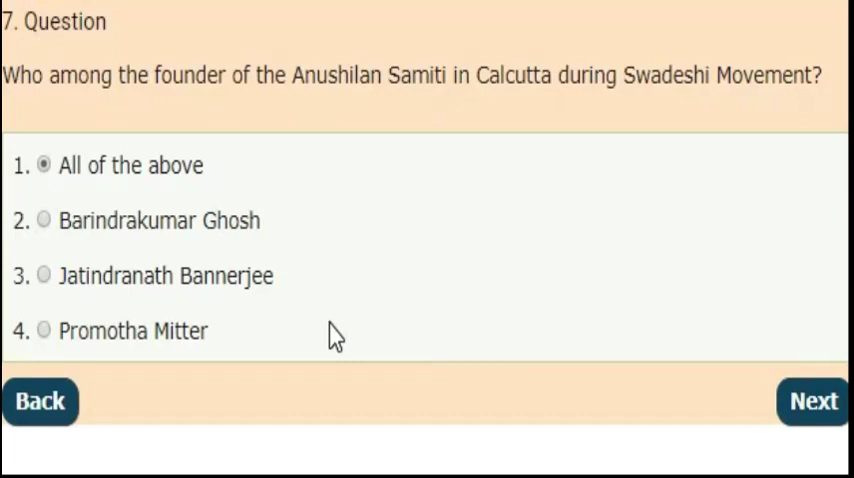 7. Question
Who among the founder of the Anushilan Samiti in Calcutta during Swadeshi Movement?
1. All of the above
2. Barindrakumar Ghosh
3. Jatindranath Bannerjee
4. Promotha Mitter
Back Next